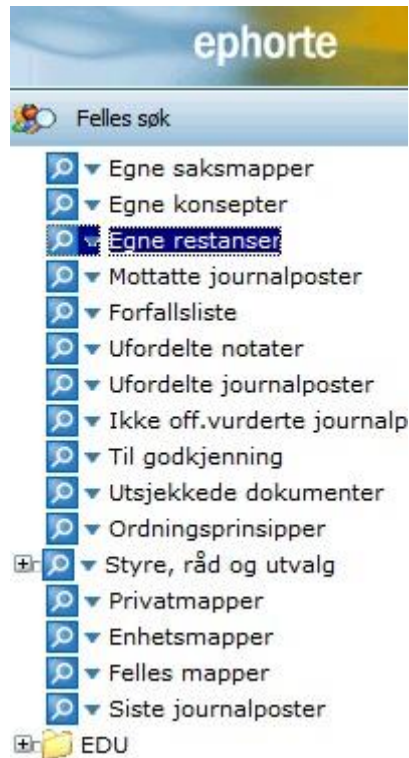 ephorte
Felles søk
Egne saksmapper
Egne konsepter
Egne restanser
Mottatte journalposter
Forfallsliste
Ufordelte notater
Ufordelte journalposter
Ikke off.vurderte journalp
Til godkjenning
Utsjekkede dokumenter
Ordningsprinsipper
Styre, råd og utvalg
Privatmapper
Enhetsmapper
Felles mapper
Siste journalposter
EDU